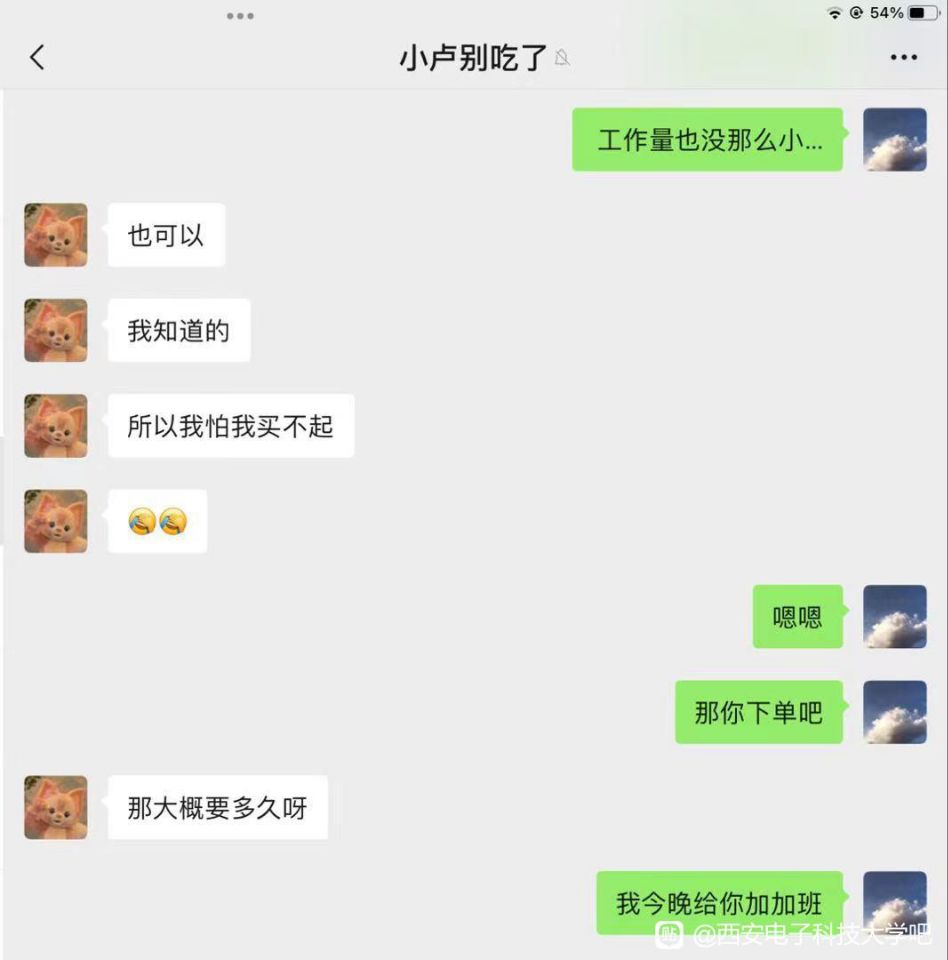 54%
小卢别吃了
工作量也没那么小...
也可以
我知道的
所以我怕我买不起
🤣🤣
嗯嗯
那你下单吧
那大概要多久呀
我今晚给你加加班
贴 @西安电子科技大学吧